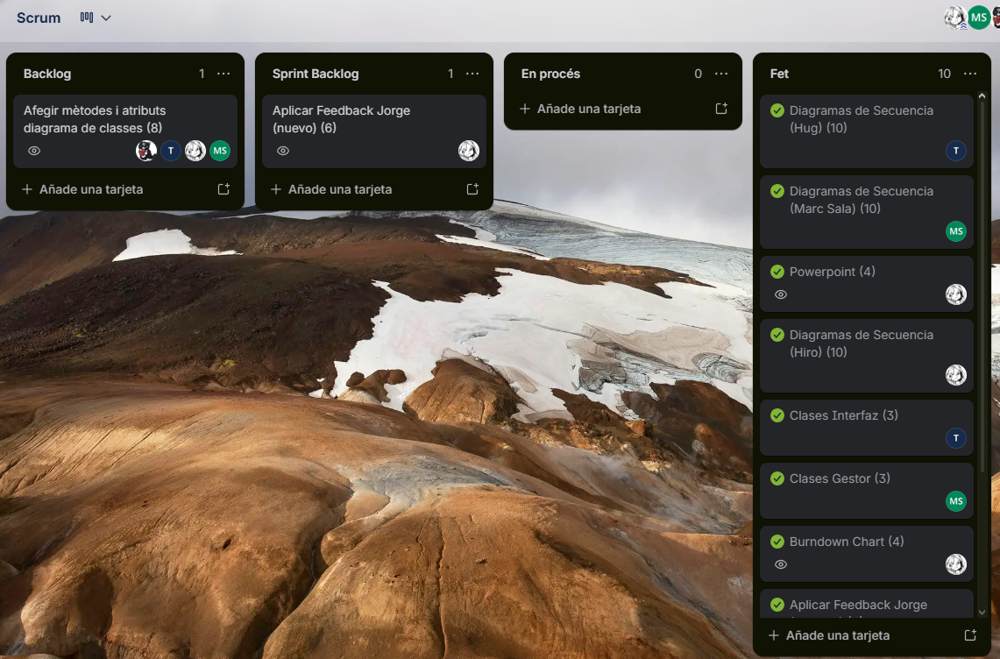 Scrum
MS
Backlog
1
Afegir mètodes i atributs
diagrama de classes (8)
T
MS
Añade una tarjeta
Sprint Backlog
1
Aplicar Feedback Jorge
(nuevo) (6)
Añade una tarjeta
En procés
0
Añade una tarjeta
Fet
10
Diagramas de Secuencia
(Hug) (10)
T
Diagramas de Secuencia
(Marc Sala) (10)
MS
Powerpoint (4)
Diagramas de Secuencia
(Hiro) (10)
Clases Interfaz (3)
T
Clases Gestor (3)
MS
Burndown Chart (4)
Aplicar Feedback Jorge
Añade una tarjeta